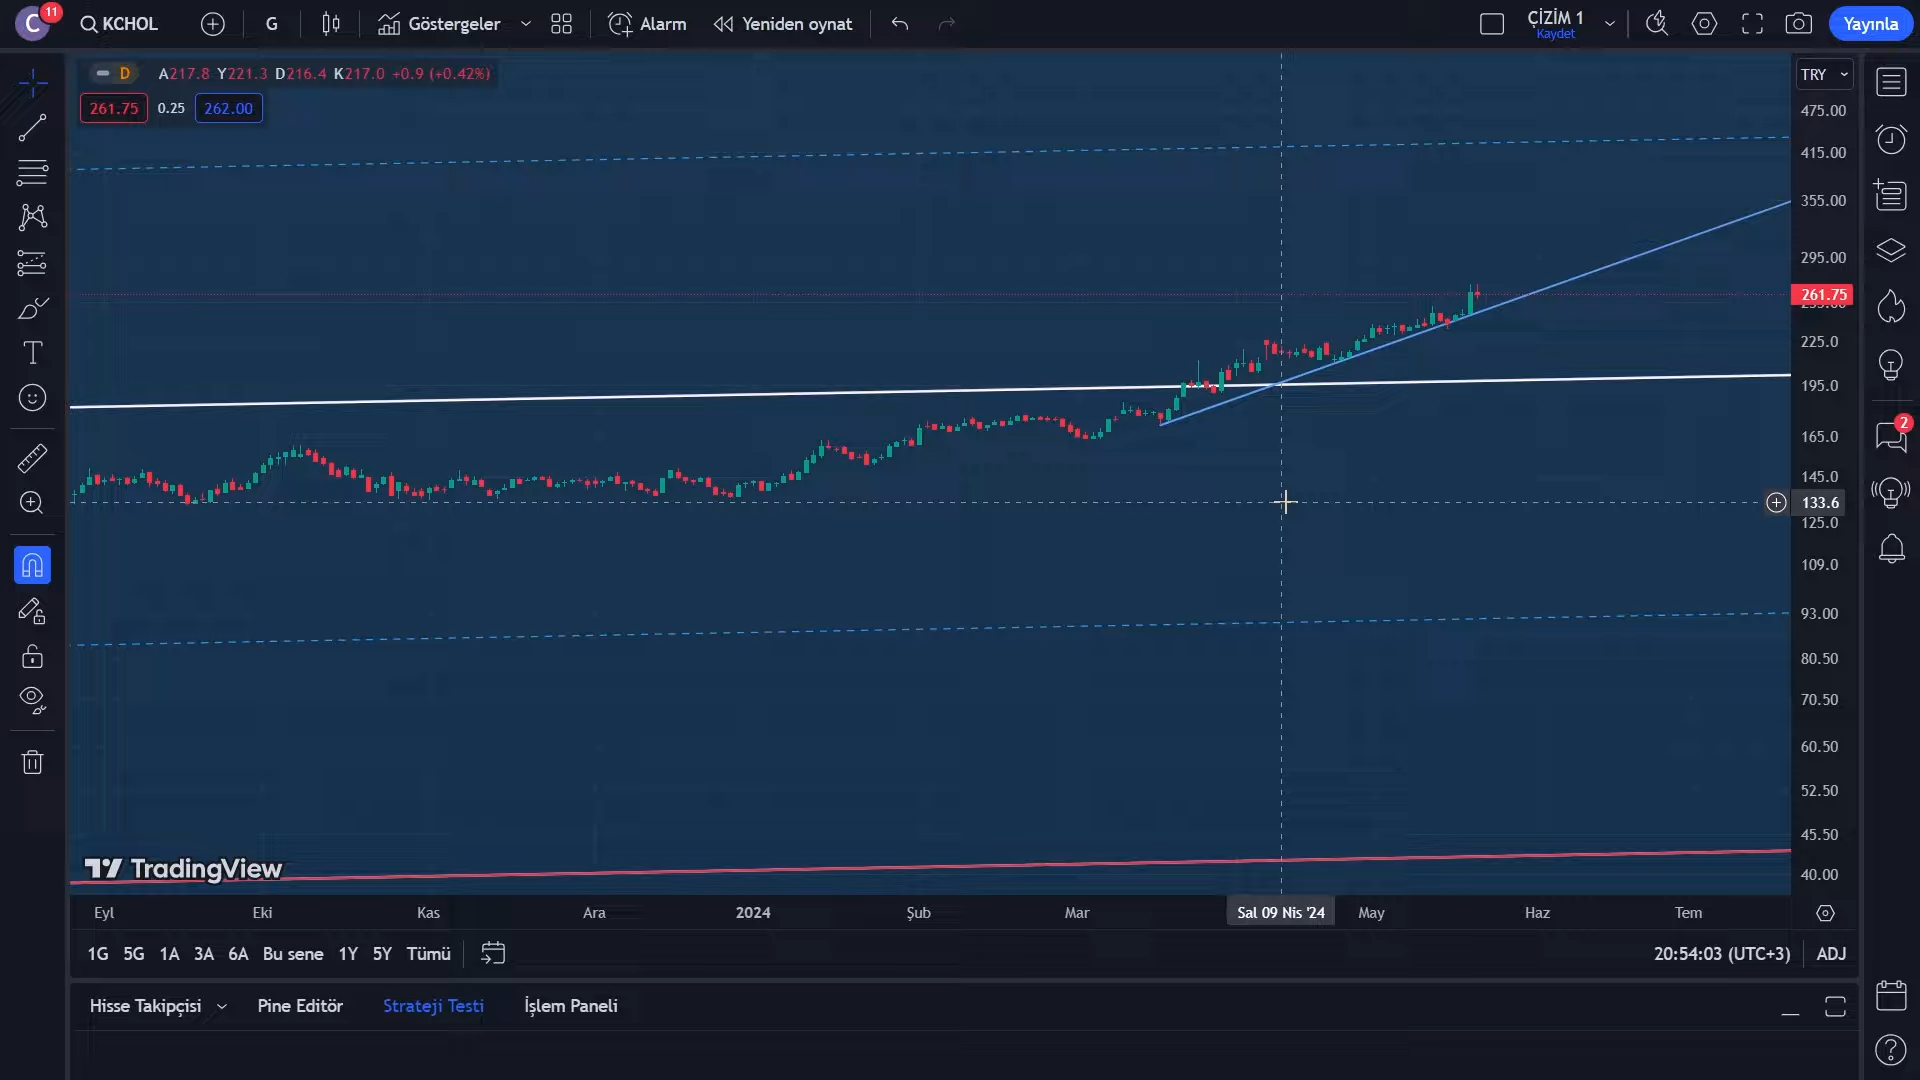 C 11 KCHOL G Göstergeler Alarm Yeniden oynat ÇİZİM 1 Yayınla
Kaydet
D A217.8 Y221.3 D216.4 K217.0 +0.9 (+0.42%) TRY
261.75 0.25 262.00
475.00
415.00
355.00
295.00
261.75
225.0
195.0
165.0
145.0
133.6
125.0
109.0
93.00
80.50
70.50
60.50
52.50
45.50
40.00
2
TradingView
Eyl Eki Kas Ara 2024 Şub Mar Sal 09 Nis '24 May Haz Tem
1G 5G 1A 3A 6A Bu sene 1Y 5Y Tümü 20:54:03 (UTC+3) ADJ
Hisse Takipçisi Pine Editör Strateji Testi İşlem Paneli